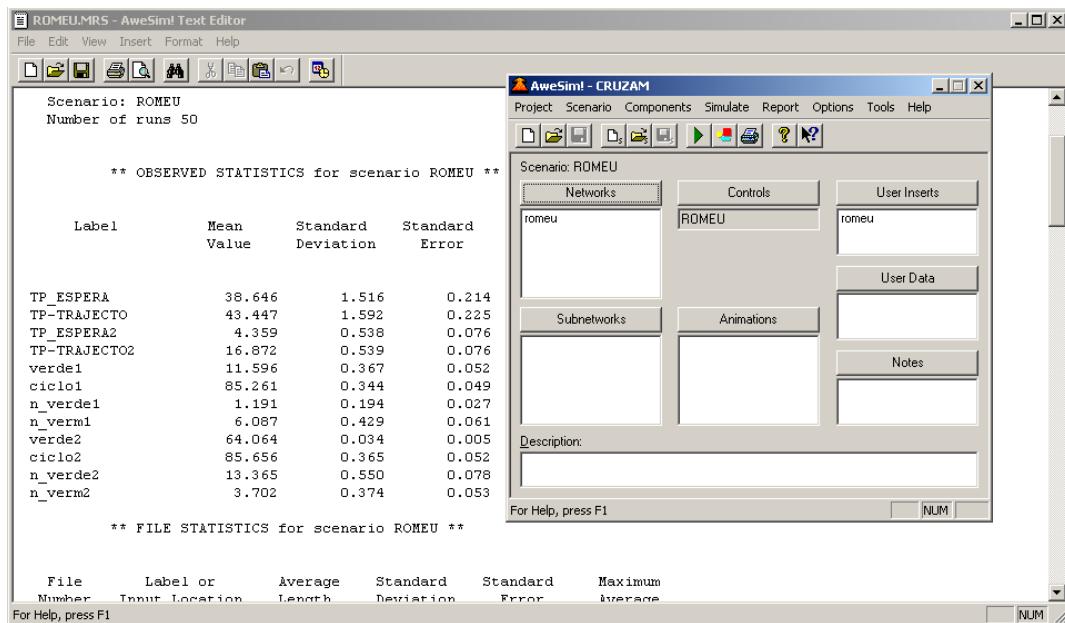 ROMEU.MRS - AweSim! Text Editor
File Edit View Insert Format Help
Scenario: ROMEU
Number of runs 50
** OBSERVED STATISTICS for scenario ROMEU **
Label Mean Standard Standard
Value Deviation Error
TP_ESPERA 38.646 1.516 0.214
TP-TRAJECTO 43.447 1.592 0.225
TP_ESPERA2 4.359 0.538 0.076
TP-TRAJECTO2 16.872 0.539 0.076
verde1 11.596 0.367 0.052
ciclo1 85.261 0.344 0.049
n_verde1 1.191 0.194 0.027
n_verm1 6.087 0.429 0.061
verde2 64.064 0.034 0.005
ciclo2 85.656 0.365 0.052
n_verde2 13.365 0.550 0.078
n_verm2 3.702 0.374 0.053
** FILE STATISTICS for scenario ROMEU **
File Label or Average Standard Standard Maximum
Number Input Location Length Deviation Error Average
For Help, press F1 NUM
AweSim! - CRUZAM
Project Scenario Components Simulate Report Options Tools Help
Scenario: ROMEU
Networks Controls User Inserts
romeu ROMEU romeu
User Data
Subnetworks Animations
Notes
Description:
For Help, press F1 NUM